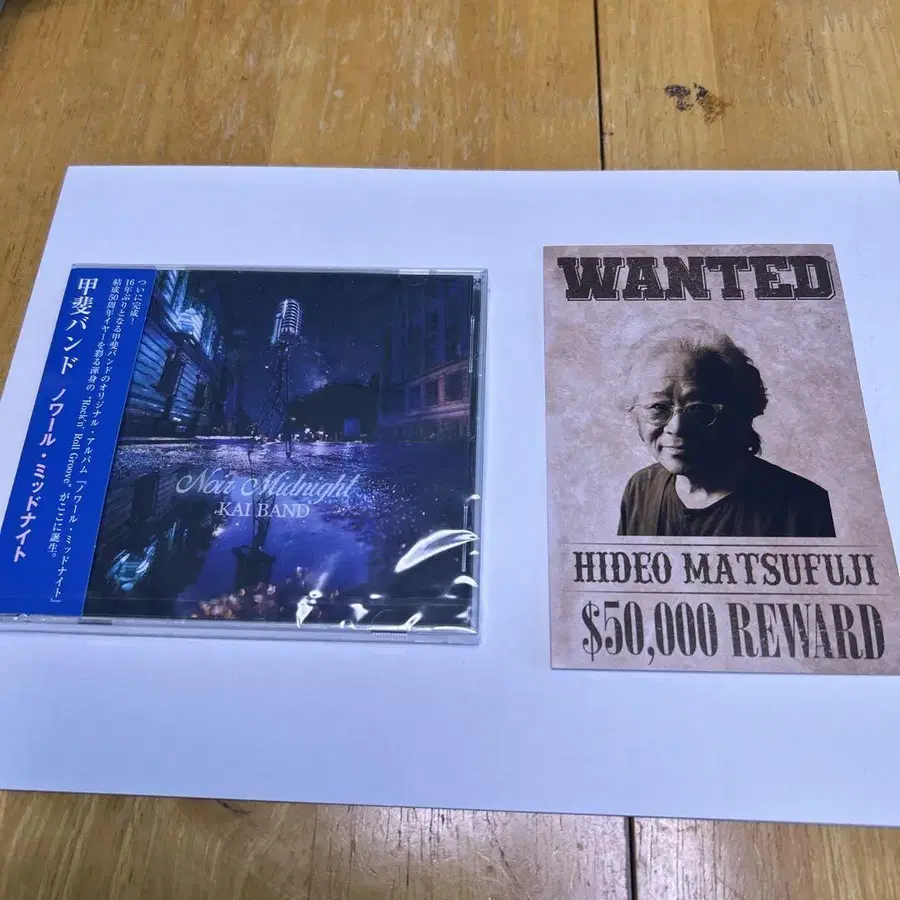 甲斐バンド ノワール・ミッドナイト
ついに完成!
16年ぶりとなる甲斐バンドのオリジナル・アルバム『ノワール・ミッドナイト』
結成50周年イヤーを彩る渾身の"Rock'n' Roll Groove"がここに誕生。
Noir Midnight
KAI BAND
WANTED
HIDEO MATSUFUJI
$50,000 REWARD